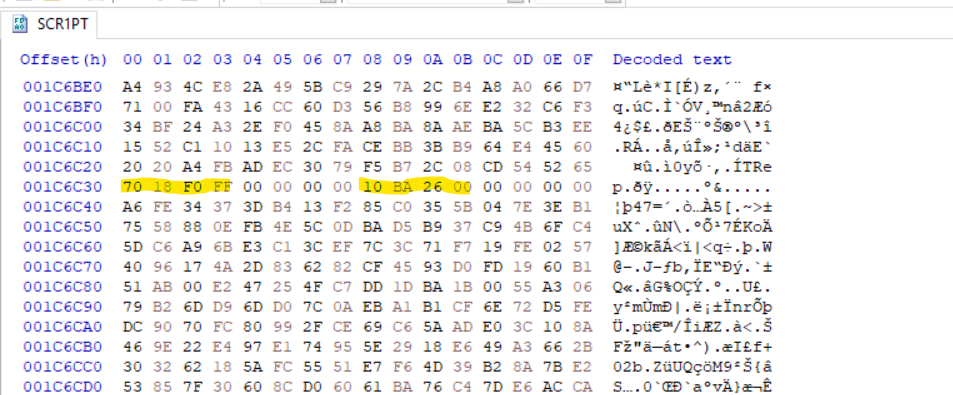 SCR1PT
Offset(h) 00 01 02 03 04 05 06 07 08 09 0A 0B 0C 0D 0E 0F Decoded text
001C6BE0 A4 93 4C E8 2A 49 5B C9 29 7A 2C B4 A8 A0 66 D7 ¤“Lè*I[É)z,´¨ f×
001C6BF0 71 00 FA 43 16 CC 60 D3 56 B8 99 6E E2 32 C6 F3 q.úC.Ì`ÓV¸™nâ2Æó
001C6C00 34 BF 24 A3 2E F0 45 8A A8 BA 8A AE BA 5C B3 EE 4¿$£.ðEŠ¨ºŠ®º\³î
001C6C10 15 52 C1 10 13 E5 2C FA CE BB 3B B9 64 E4 45 60 .RÁ..å,úÎ»;¹däE`
001C6C20 20 20 A4 FB AD EC 30 79 F5 B7 2C 08 CD 54 52 65 ¤û.ì0yõ·,.ÍTRe
001C6C30 70 18 F0 FF 00 00 00 00 10 BA 26 00 00 00 00 00 p.ðÿ.....º&.....
001C6C40 A6 FE 34 37 3D B4 13 F2 85 C0 35 5B 04 7E 3E B1 ¦þ47=´.ò…À5[.~>±
001C6C50 75 58 88 0E FB 4E 5C 0D BA D5 B9 37 C9 4B 6F C4 uXˆ.ûN\.ºÕ¹7ÉKoÄ
001C6C60 5D C6 A9 6B E3 C1 3C EF 7C 3C 71 F7 19 FE 02 57 ]Æ©kãÁ<ï|<q÷.þ.W
001C6C70 40 96 17 4A 2D 83 62 82 CF 45 93 D0 FD 19 60 B1 @–.J-ƒb‚ÏE“Ðý.`±
001C6C80 51 AB 00 E2 47 25 4F C7 DD 1D BA 1B 00 55 A3 06 Q«.âG%OÇÝ.º..U£.
001C6C90 79 B2 6D D9 6D D0 7C 0A EB A1 B1 CF 6E 72 D5 FE y²mÙmÐ|.ë¡±ÏnrÕþ
001C6CA0 DC 90 70 FC 80 99 2F CE 69 C6 5A AD E0 3C 10 8A Ü.pü€™/ÎiÆZ.à<.Š
001C6CB0 46 9E 22 E4 97 E1 74 95 5E 29 18 E6 49 A3 66 2B Fž"ä—át•^).æI£f+
001C6CC0 30 32 62 18 5A FC 55 51 E7 F6 4D 39 B2 8A 7B E2 02b.ZüUQçöM9²Š{â
001C6CD0 53 85 7F 30 60 8C D0 60 61 BA 76 C4 7D E6 AC CA S….0`ŒÐ`aºvÄ}æ¬Ê